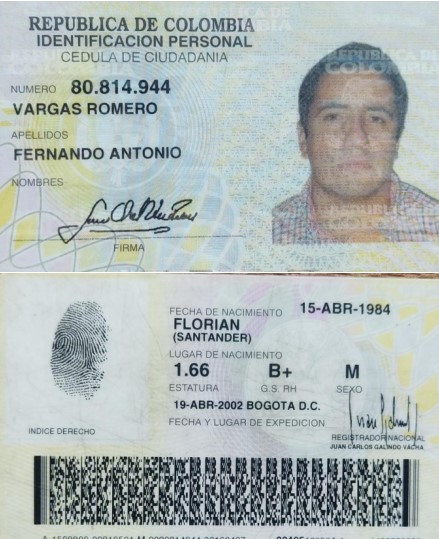 REPUBLICA DE COLOMBIA
IDENTIFICACION PERSONAL
CEDULA DE CIUDADANIA
NUMERO 80.814.944
VARGAS ROMERO
APELLIDOS
FERNANDO ANTONIO
NOMBRES
FIRMA
FECHA DE NACIMIENTO 15-ABR-1984
FLORIAN
(SANTANDER)
LUGAR DE NACIMIENTO
1.66 B+ M
ESTATURA G.S. RH SEXO
19-ABR-2002 BOGOTA D.C.
FECHA Y LUGAR DE EXPEDICION
INDICE DERECHO
REGISTRADOR NACIONAL
JUAN CARLOS GALINDO VACHA